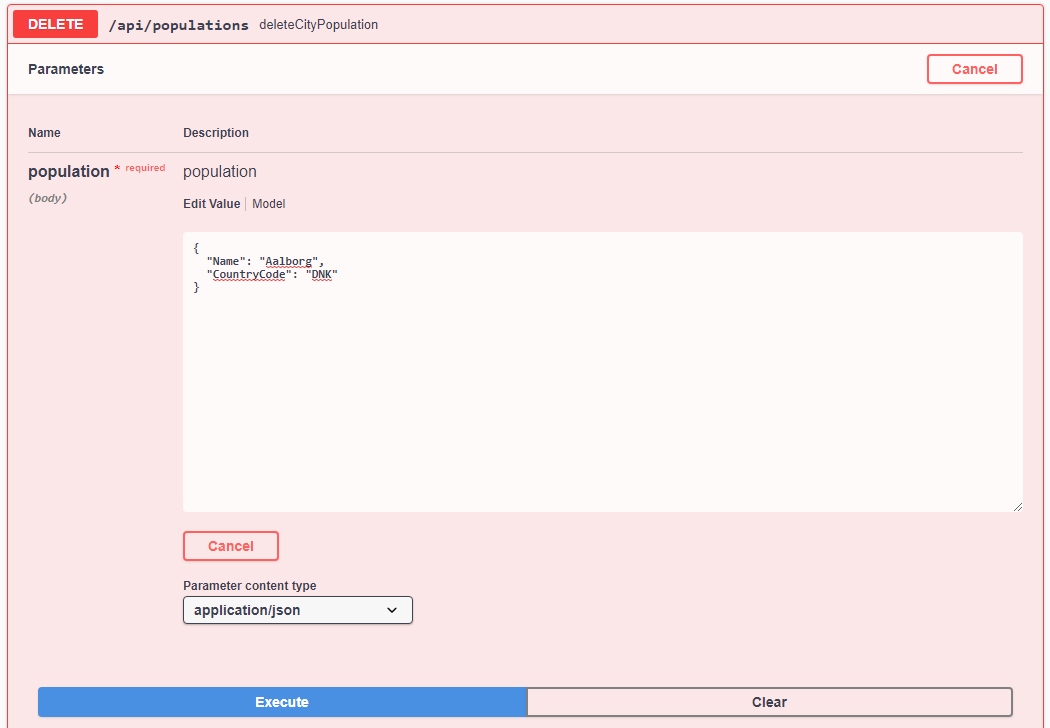 DELETE /api/populations deleteCityPopulation
Parameters Cancel
Name Description
population * required population
(body)
Edit Value Model
{
"Name": "Aalborg",
"CountryCode": "DNK"
}
Cancel
Parameter content type
application/json
Execute Clear